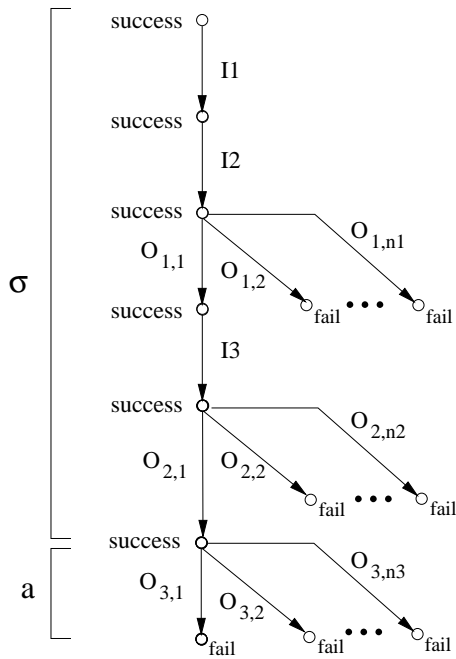 success
I1
success
I2
success
O1,1
O1,2
O1,n1
σ
success
fail
fail
I3
success
O2,1
O2,2
O2,n2
fail
fail
success
a
O3,1
O3,2
O3,n3
fail
fail
fail